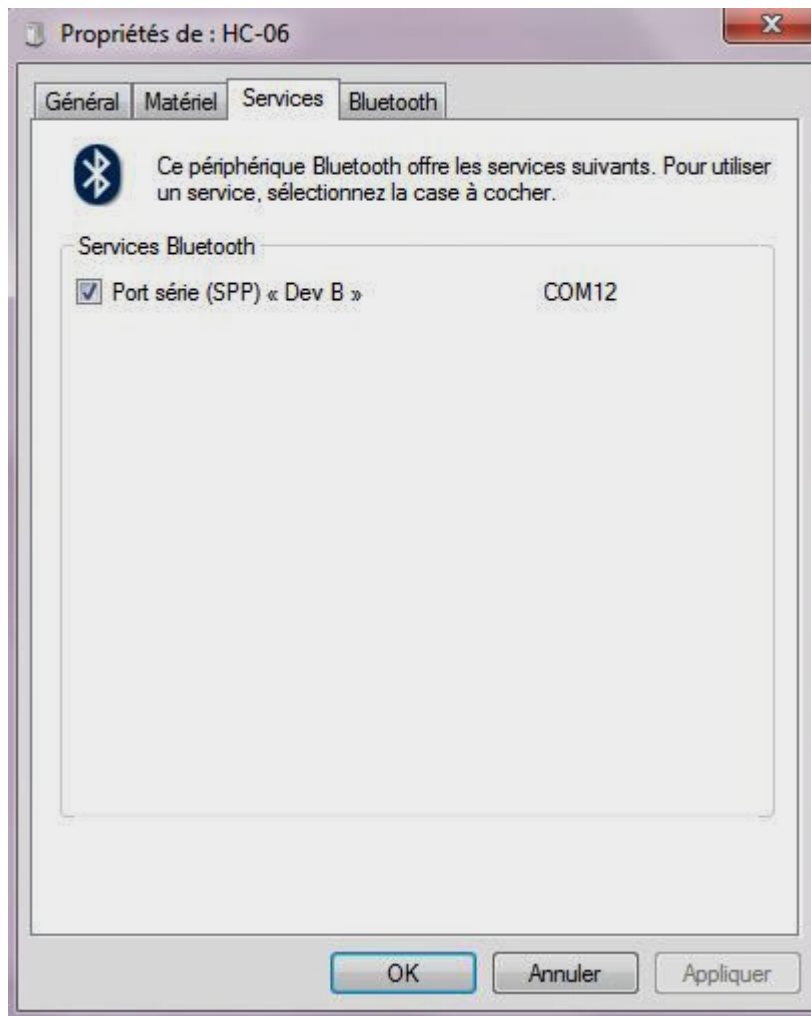 Propriétés de : HC-06
Général Matériel Services Bluetooth
Ce périphérique Bluetooth offre les services suivants. Pour utiliser
un service, sélectionnez la case à cocher.
Services Bluetooth
Port série (SPP) « Dev B » COM12
OK Annuler Appliquer